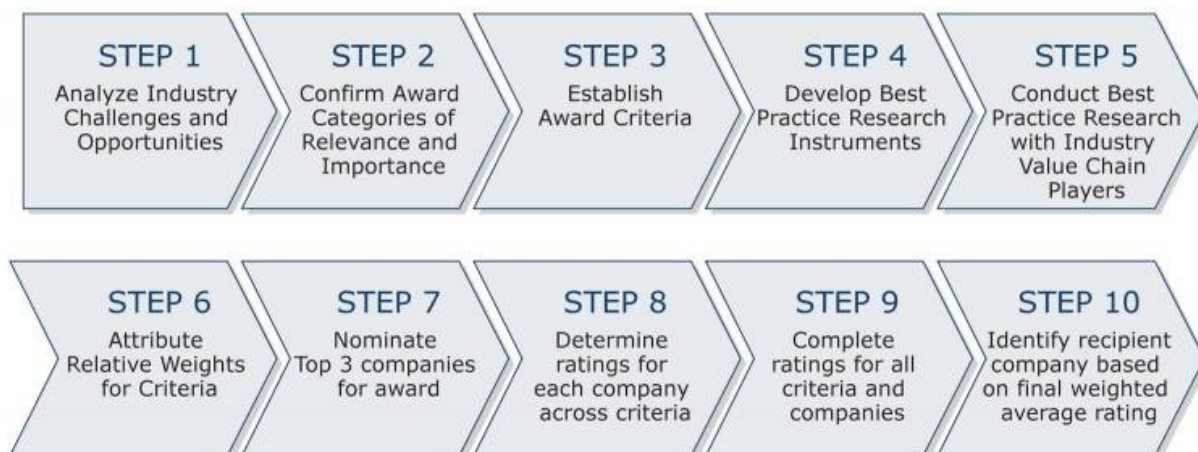 STEP 1
Analyze Industry
Challenges and
Opportunities
STEP 2
Confirm Award
Categories of
Relevance and
Importance
STEP 3
Establish
Award Criteria
STEP 4
Develop Best
Practice Research
Instruments
STEP 5
Conduct Best
Practice Research
with Industry
Value Chain
Players
STEP 6
Attribute
Relative Weights
for Criteria
STEP 7
Nominate
Top 3 companies
for award
STEP 8
Determine
ratings for
each company
across criteria
STEP 9
Complete
ratings for all
criteria and
companies
STEP 10
Identify recipient
company based
on final weighted
average rating